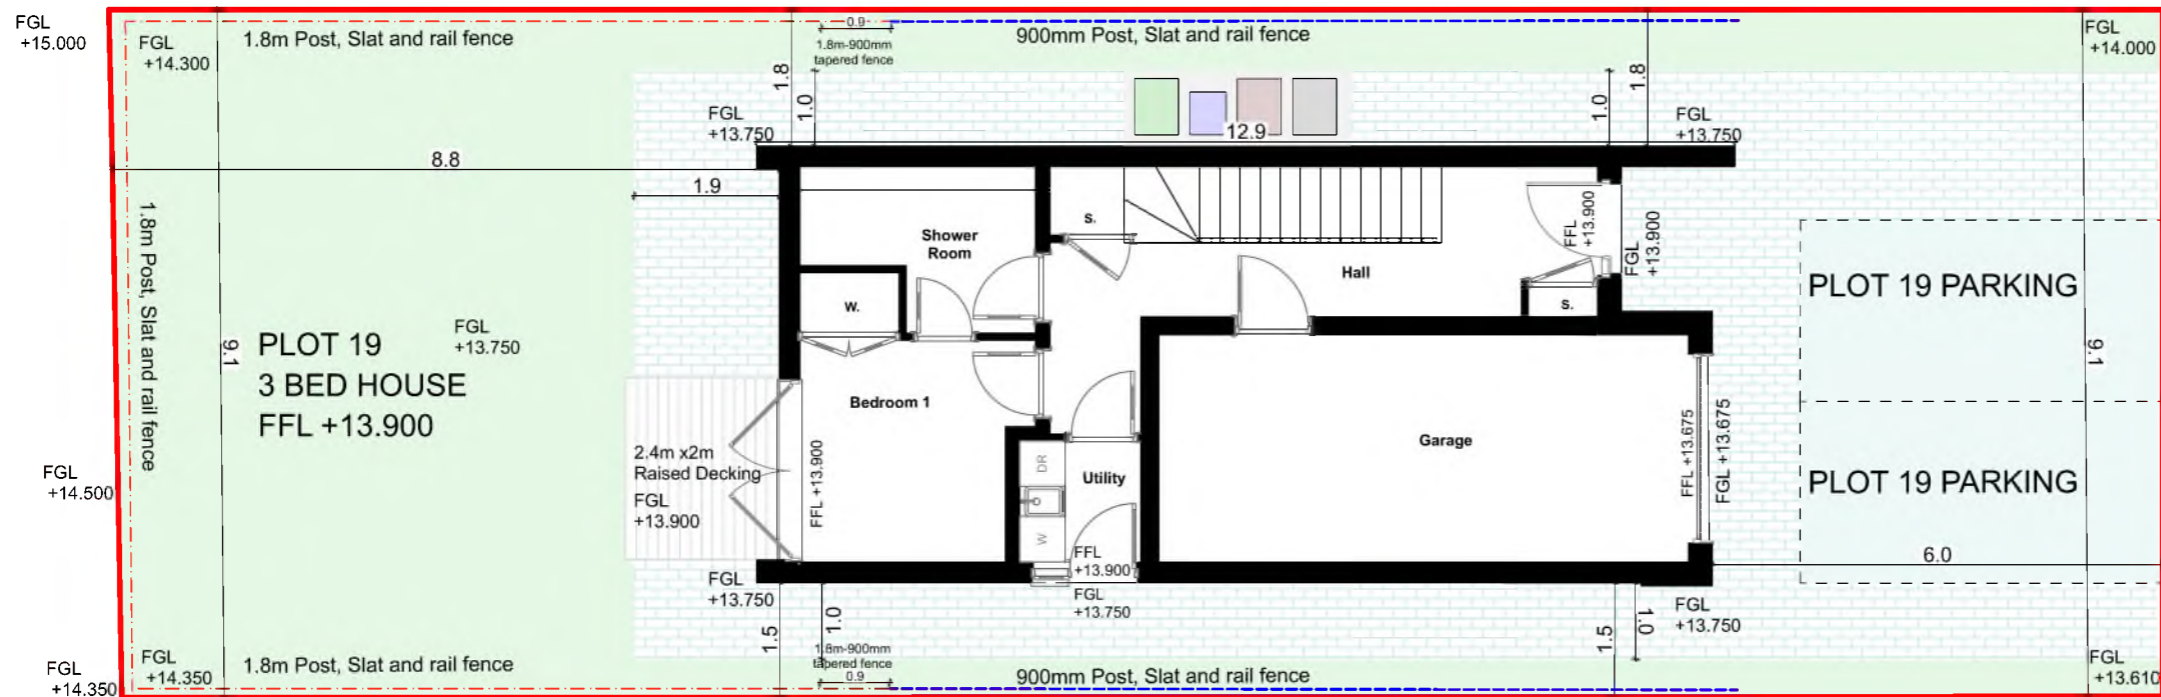 FGL
+15.000
FGL
+14.300
1.8m Post, Slat and rail fence
0.9
1.8m-900mm
tapered fence
900mm Post, Slat and rail fence
FGL
+14.000
1.8
1.0
FGL
+13.750
12.9
1.0
1.8
FGL
+13.750
8.8
1.9
1.8m Post, Slat and rail fence
9.1
PLOT 19
3 BED HOUSE
FFL +13.900
FGL
+13.750
Shower
Room
W.
S.
Hall
FFL
+13.900
FGL
+13.900
S.
PLOT 19 PARKING
9.1
Bedroom 1
FFL +13.900
2.4m x2m
Raised Decking
FGL
+13.900
DR
W
Utility
FFL
+13.900
FGL
+13.750
Garage
FFL +13.675
FGL +13.675
PLOT 19 PARKING
6.0
FGL
+14.500
FGL
+13.750
1.5
1.0
1.5
1.0
FGL
+13.750
FGL
+14.350
FGL
+14.350
1.8m Post, Slat and rail fence
1.8m-900mm
tapered fence
0.9
900mm Post, Slat and rail fence
FGL
+13.610